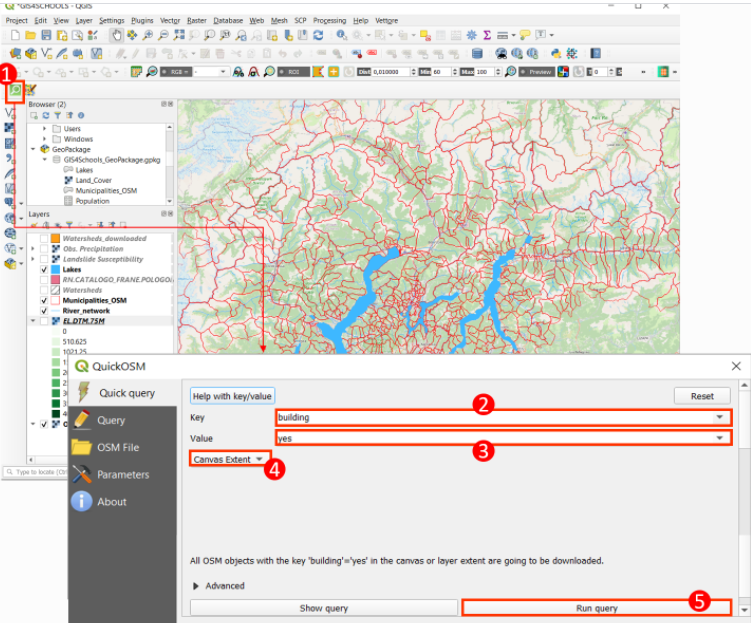 *GIS4SCHOOLS - QGIS
Project Edit View Layer Settings Plugins Vector Raster Database Web Mesh SCP Processing Help Vettore
RGB = - ROI Dist 0,010000 Min 60 Max 100 Preview T 0 S
1
Browser (2)
Users
Windows
GeoPackage
GIS4Schools_GeoPackage.gpkg
Lakes
Land_Cover
Municipalities_OSM
Population
Layers
Watersheds_downloaded
Obs. Precipitation
Landslide Susceptibility
Lakes
RN.CATALOGO_FRANE.POLOGO
Watersheds
Municipalities_OSM
River_network
EL.DTM.75M
0
510.625
1021.25
Type to locate (Ctrl
QuickOSM
Quick query
Query
OSM File
Parameters
About
Help with key/value
Reset
Key
building
2
Value
yes
3
Canvas Extent
4
All OSM objects with the key 'building'='yes' in the canvas or layer extent are going to be downloaded.
Advanced
Show query
Run query
5